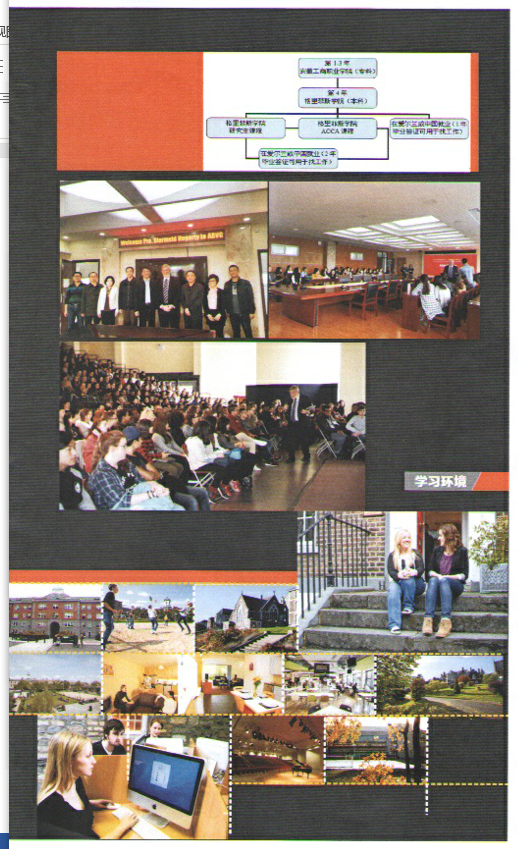 第 1-3 年
安徽工商职业学院（专科）
第 4 年
格里菲斯学院（本科）
格里菲斯学院
研究生课程
格里菲斯学院
ACCA 课程
在爱尔兰或中国就业（1 年
毕业签证可用于找工作）
在爱尔兰或中国就业（2 年
毕业签证可用于找工作）
Welcome Pro. Diarmuid Hegarty to ABVC
学习环境